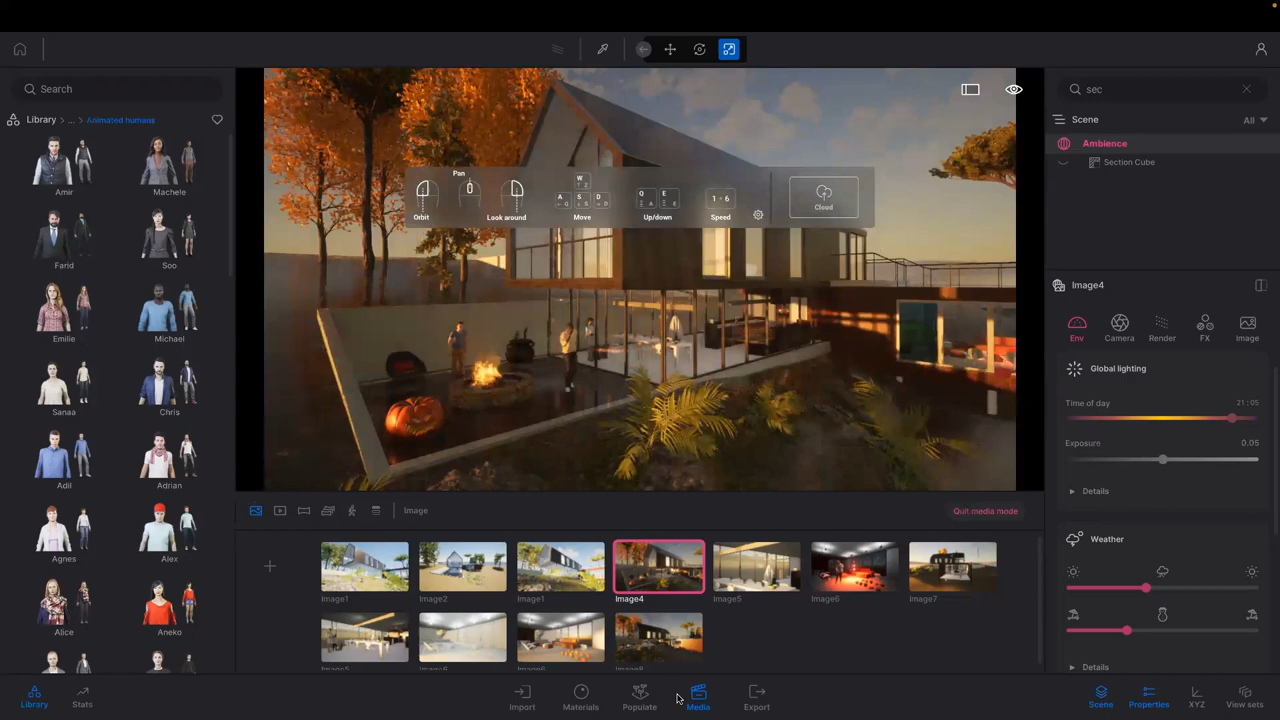 Search
Library > ... > Animated humans
Amir
Machele
Farid
Soo
Emilie
Michael
Sanaa
Chris
Adil
Adrian
Agnes
Alex
Alice
Aneko
Pan
Orbit
Look around
W
A S D
Move
Q E
Up/down
1 - 6
Speed
Cloud
sec
Scene
All
Ambience
Section Cube
Image4
Env
Camera
Render
FX
Image
Global lighting
Time of day
21 : 05
Exposure
0.05
Details
Weather
Details
Image
Quit media mode
Image1
Image2
Image1
Image4
Image5
Image6
Image7
Library
Stats
Import
Materials
Populate
Media
Export
Scene
Properties
XYZ
View sets